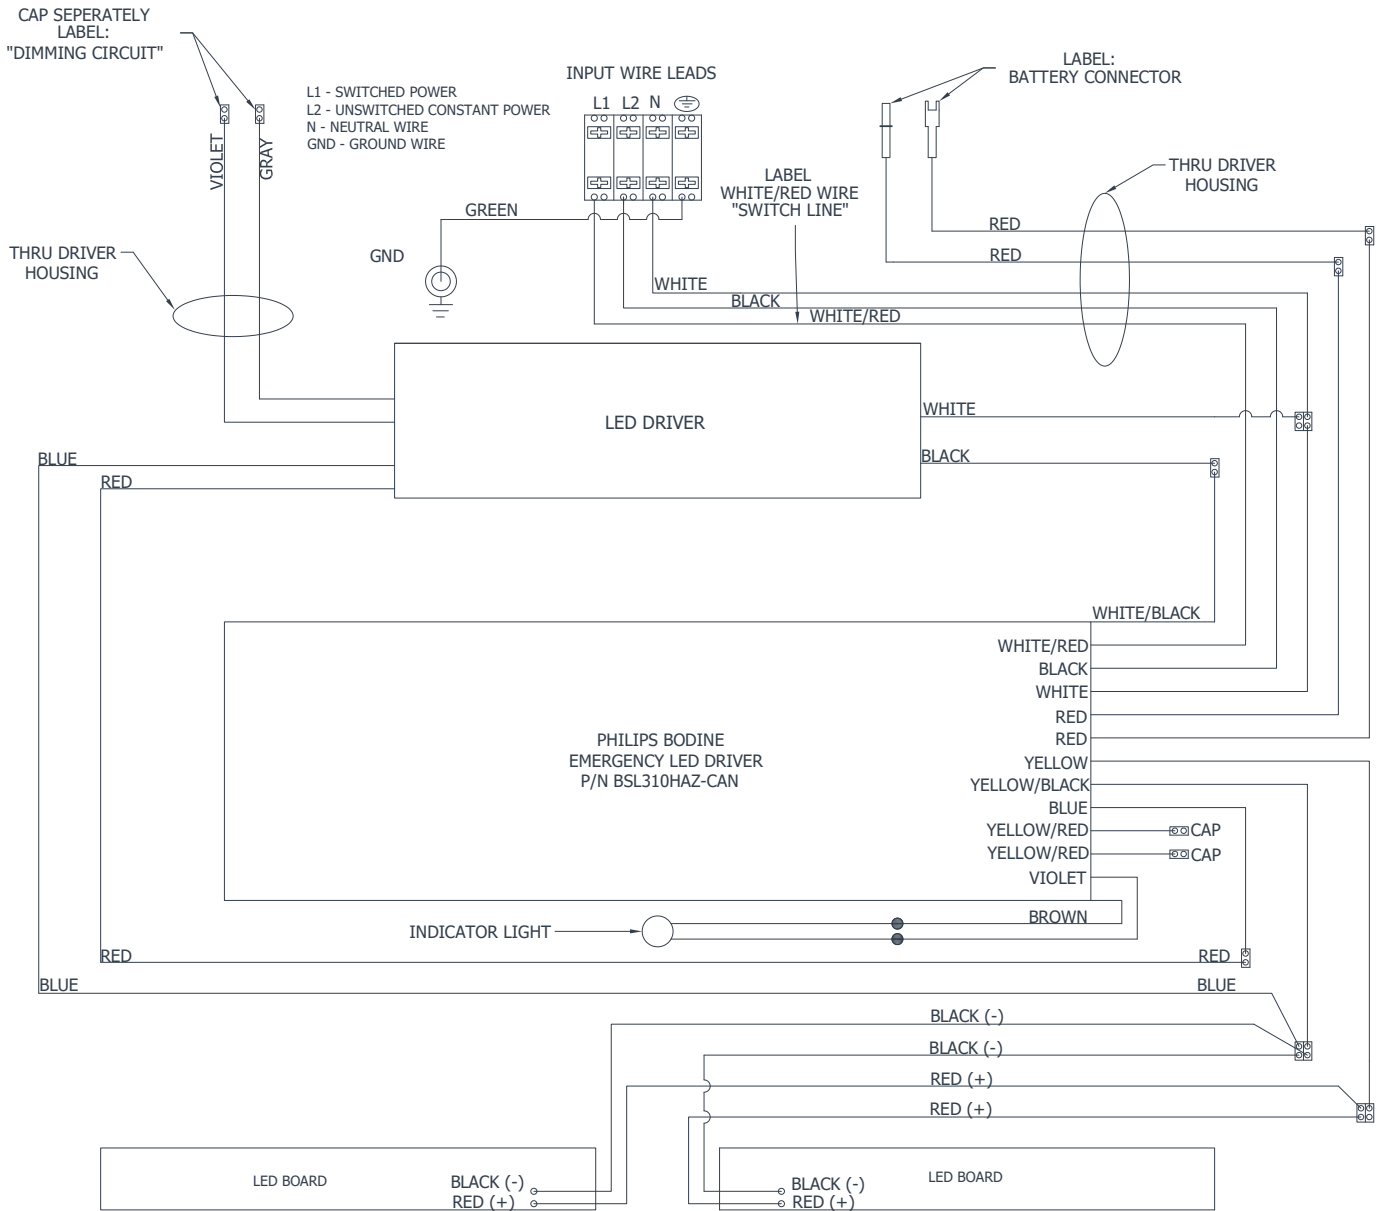 CAP SEPERATELY
LABEL:
"DIMMING CIRCUIT"
L1 - SWITCHED POWER
L2 - UNSWITCHED CONSTANT POWER
N - NEUTRAL WIRE
GND - GROUND WIRE
INPUT WIRE LEADS
L1 L2 N
LABEL:
BATTERY CONNECTOR
VIOLET
GRAY
THRU DRIVER
HOUSING
LABEL
WHITE/RED WIRE
"SWITCH LINE"
GREEN
GND
RED
RED
THRU DRIVER
HOUSING
WHITE
BLACK
WHITE/RED
LED DRIVER
WHITE
BLACK
BLUE
RED
WHITE/BLACK
WHITE/RED
BLACK
WHITE
RED
RED
YELLOW
YELLOW/BLACK
BLUE
YELLOW/RED
CAP
YELLOW/RED
CAP
VIOLET
PHILIPS BODINE
EMERGENCY LED DRIVER
P/N BSL310HAZ-CAN
BROWN
INDICATOR LIGHT
RED
RED
BLUE
BLUE
BLACK (-)
BLACK (-)
RED (+)
RED (+)
LED BOARD
BLACK (-)
RED (+)
BLACK (-)
RED (+)
LED BOARD